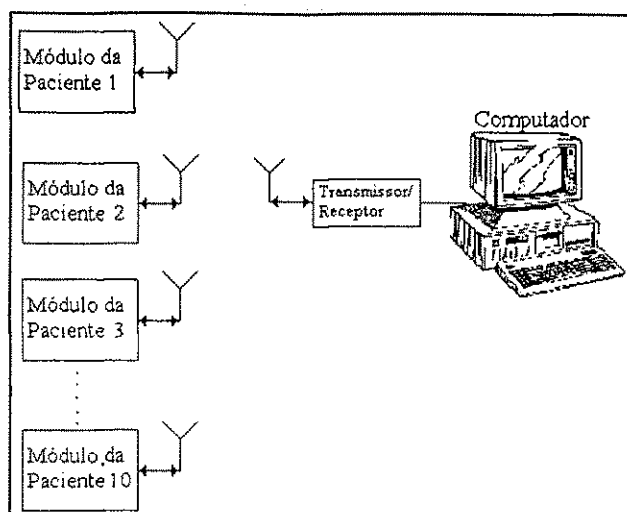 Módulo da
Paciente 1
Computador
Módulo da
Paciente 2
Transmissor/
Receptor
Módulo da
Paciente 3
Módulo da
Paciente 10